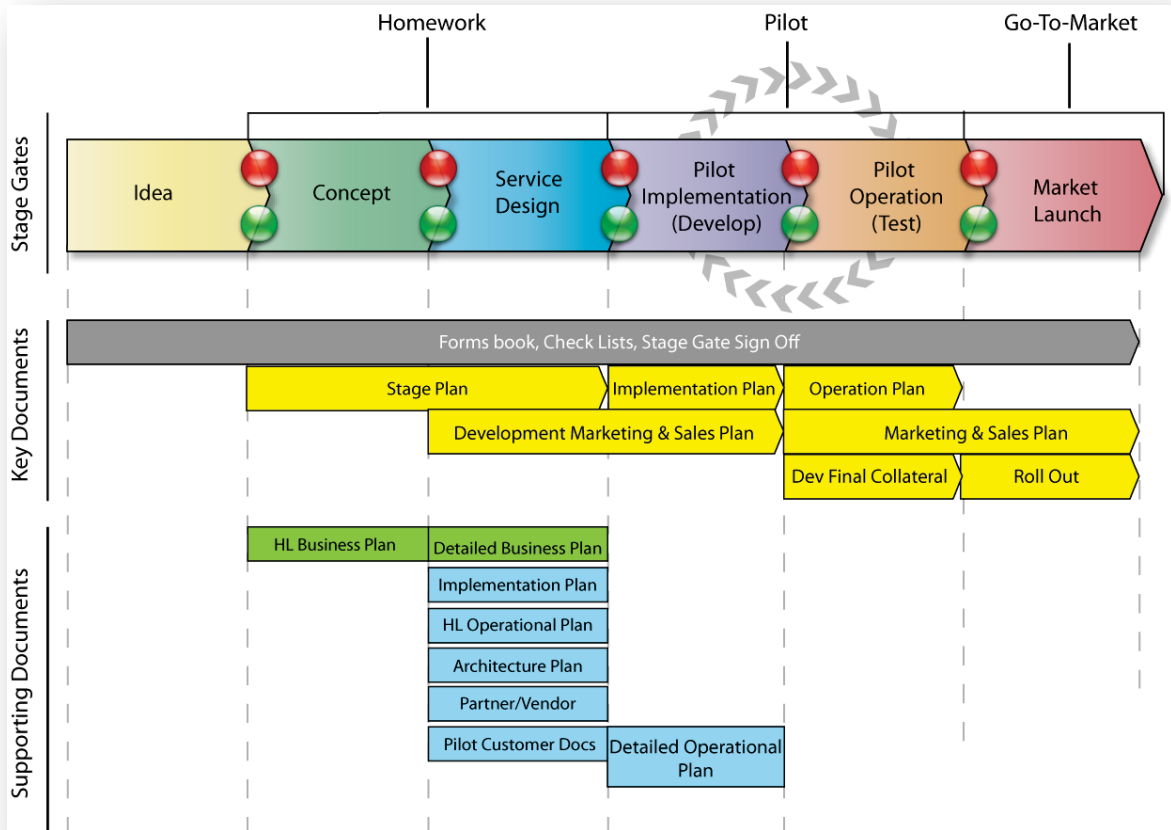 Homework
Pilot
Go-To-Market
Stage Gates
Idea
Concept
Service
Design
Pilot
Implementation
(Develop)
Pilot
Operation
(Test)
Market
Launch
Key Documents
Forms book, Check Lists, Stage Gate Sign Off
Stage Plan
Implementation Plan
Operation Plan
Development Marketing & Sales Plan
Marketing & Sales Plan
Dev Final Collateral
Roll Out
Supporting Documents
HL Business Plan
Detailed Business Plan
Implementation Plan
HL Operational Plan
Architecture Plan
Partner/Vendor
Pilot Customer Docs
Detailed Operational
Plan